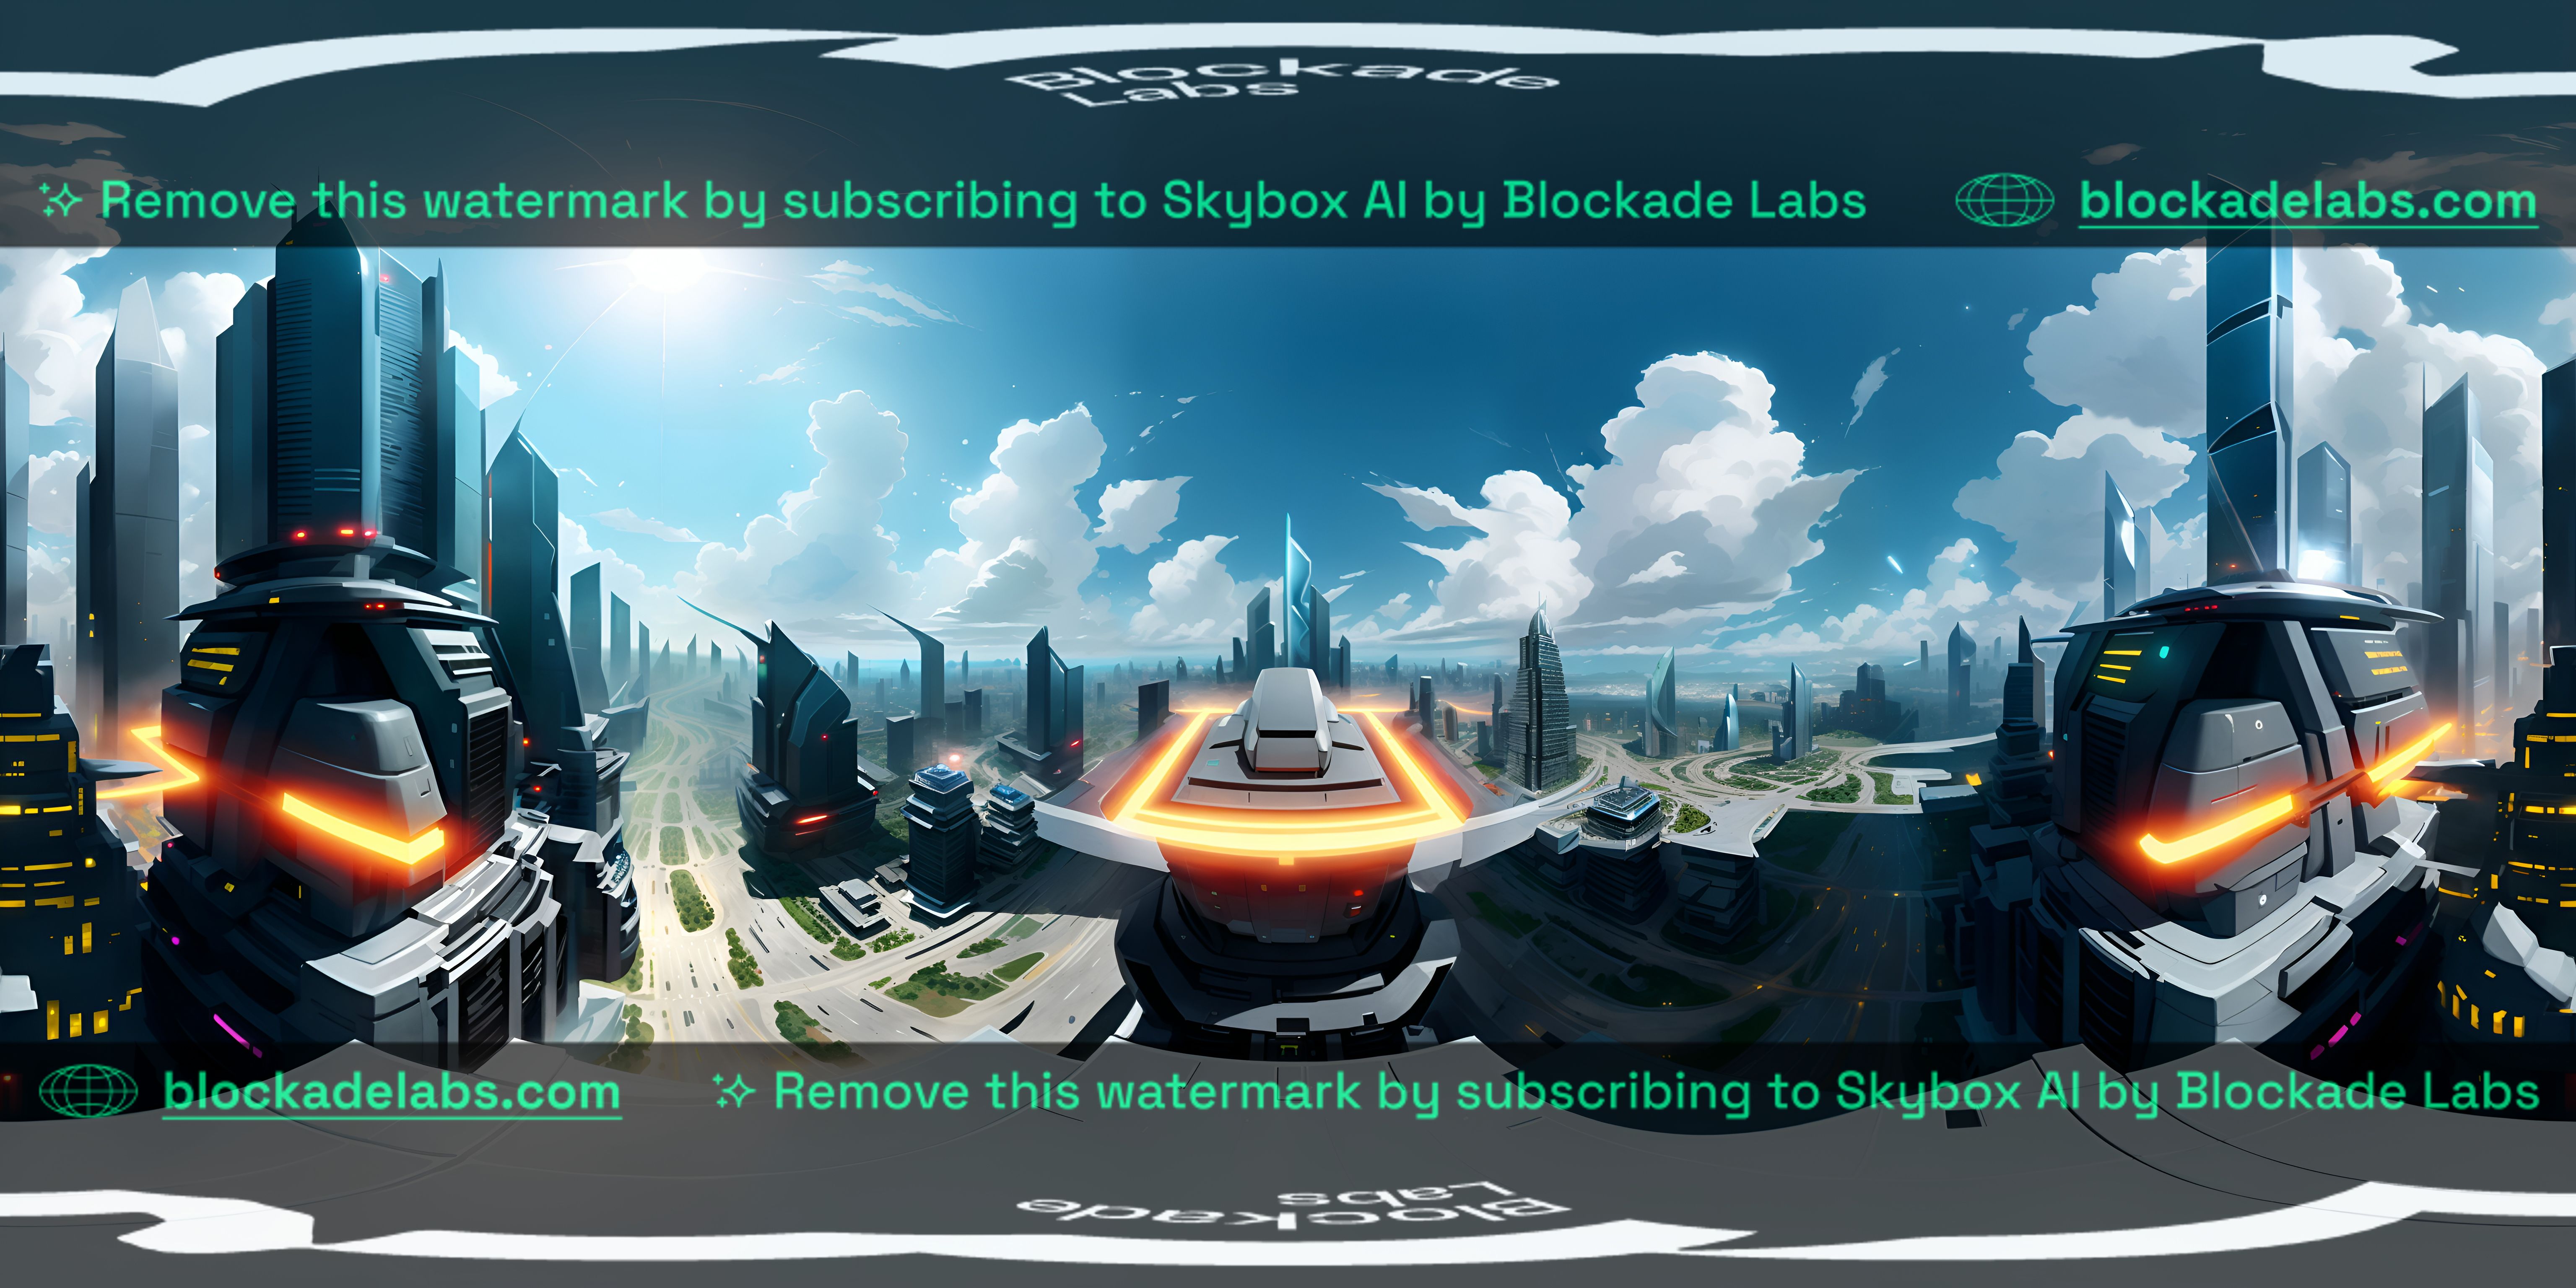 Blockade
Labs
Remove this watermark by subscribing to Skybox AI by Blockade Labs blockadelabs.com
blockadelabs.com Remove this watermark by subscribing to Skybox AI by Blockade Labs
Labs
Blockade